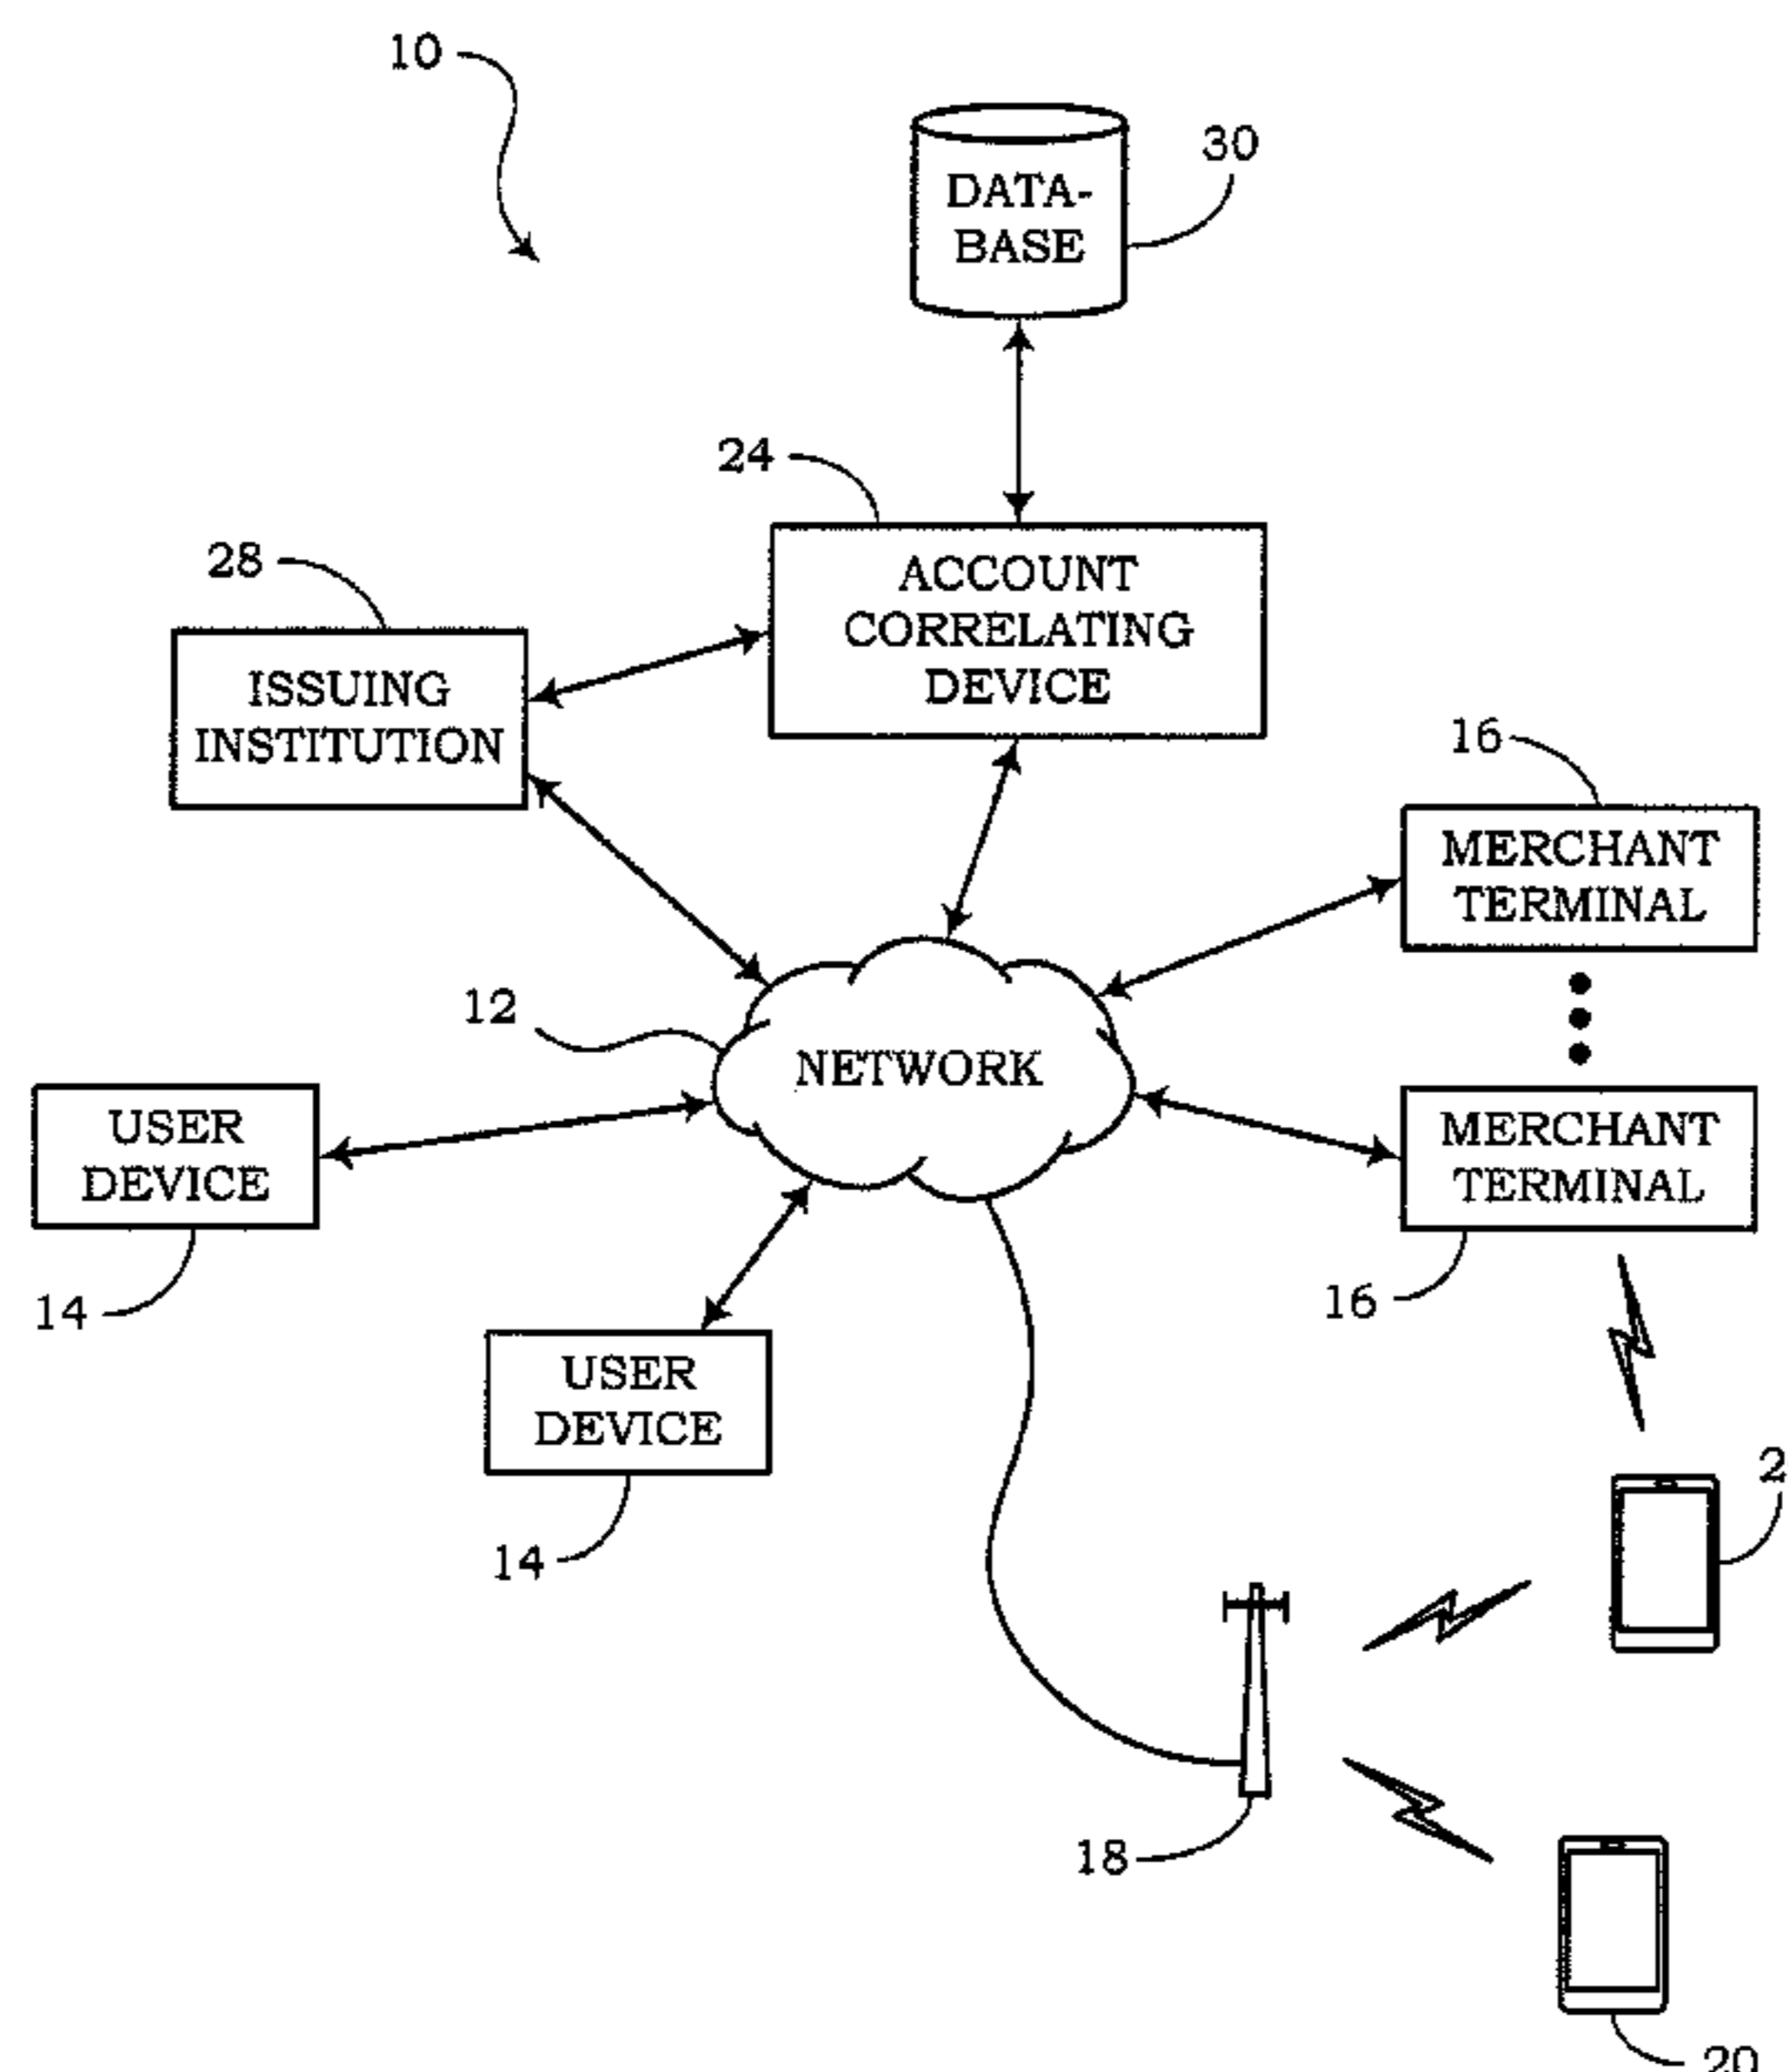 10
30
DATA-
BASE
24
ACCOUNT
CORRELATING
DEVICE
28
ISSUING
INSTITUTION
16
MERCHANT
TERMINAL
12
NETWORK
USER
DEVICE
14
MERCHANT
TERMINAL
16
USER
DEVICE
14
2
18
20